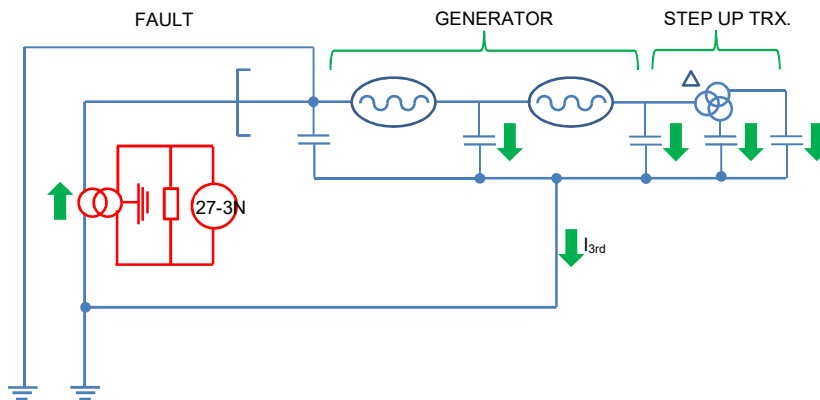 FAULT
GENERATOR
STEP UP TRX.
Δ
27-3N
I3rd